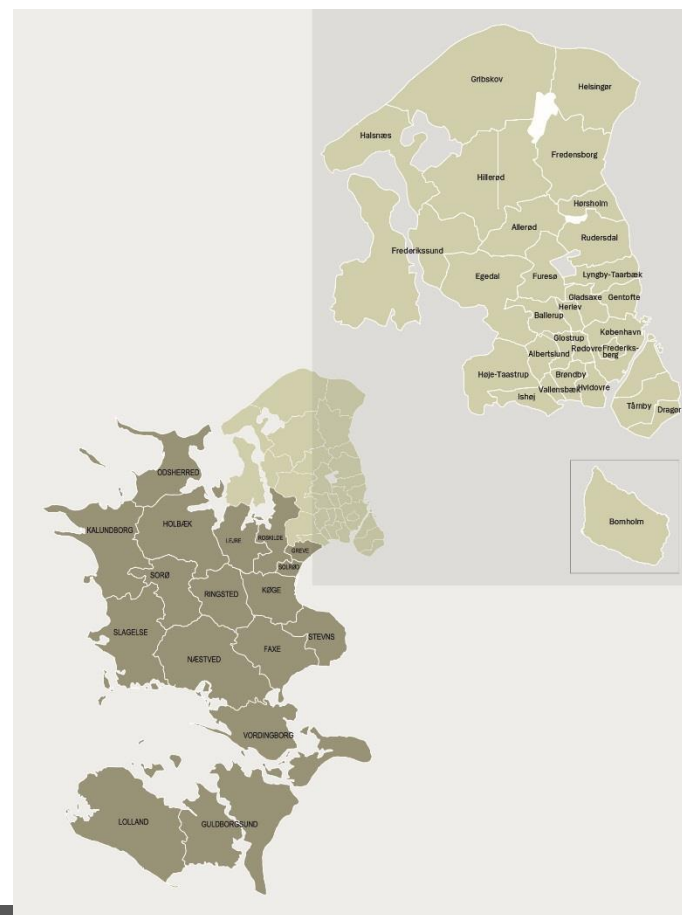 Gribskov
Helsingør
Halsnæs
Fredensborg
Hillerød
Hørsholm
Allerød
Rudersdal
Frederikssund
Egedal
Furesø
Lyngby-Taarbæk
Gladsaxe
Gentofte
Herlev
Ballerup
København
Glostrup
Rødovre
Frederiks-
berg
Albertslund
Høje-Taastrup
Brøndby
Vallensbæk
Hvidovre
Ishøj
Tårnby
Dragør
Bornholm
ODSHERRED
KALUNDBORG
HOLBÆK
LEJRE
ROSKILDE
GREVE
SOLRØD
SORØ
RINGSTED
KØGE
SLAGELSE
STEVNS
FAXE
NÆSTVED
VORDINGBORG
LOLLAND
GULDBORGSUND